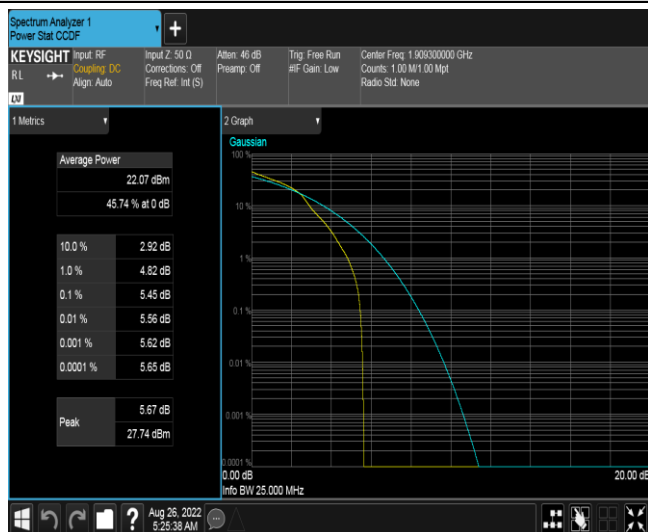 Spectrum Analyzer 1
Power Stat CCDF
+
KEYSIGHT
RL
LXI
Input: RF
Coupling: DC
Align: Auto
Input Z: 50 Ω
Corrections: Off
Freq Ref: Int (S)
Atten: 46 dB
Preamp: Off
Trig: Free Run
#IF Gain: Low
Center Freq: 1.909300000 GHz
Counts: 1.00 M/1.00 Mpt
Radio Std: None
1 Metrics
Average Power
22.07 dBm
45.74 % at 0 dB
10.0 % 2.92 dB
1.0 % 4.82 dB
0.1 % 5.45 dB
0.01 % 5.56 dB
0.001 % 5.62 dB
0.0001 % 5.65 dB
Peak
5.67 dB
27.74 dBm
2 Graph
Gaussian
100 %
10 %
1 %
0.1 %
0.01 %
0.001 %
0.0001 %
0.00 dB
20.00 dB
Info BW 25.000 MHz
?
Aug 26, 2022
5:25:38 AM